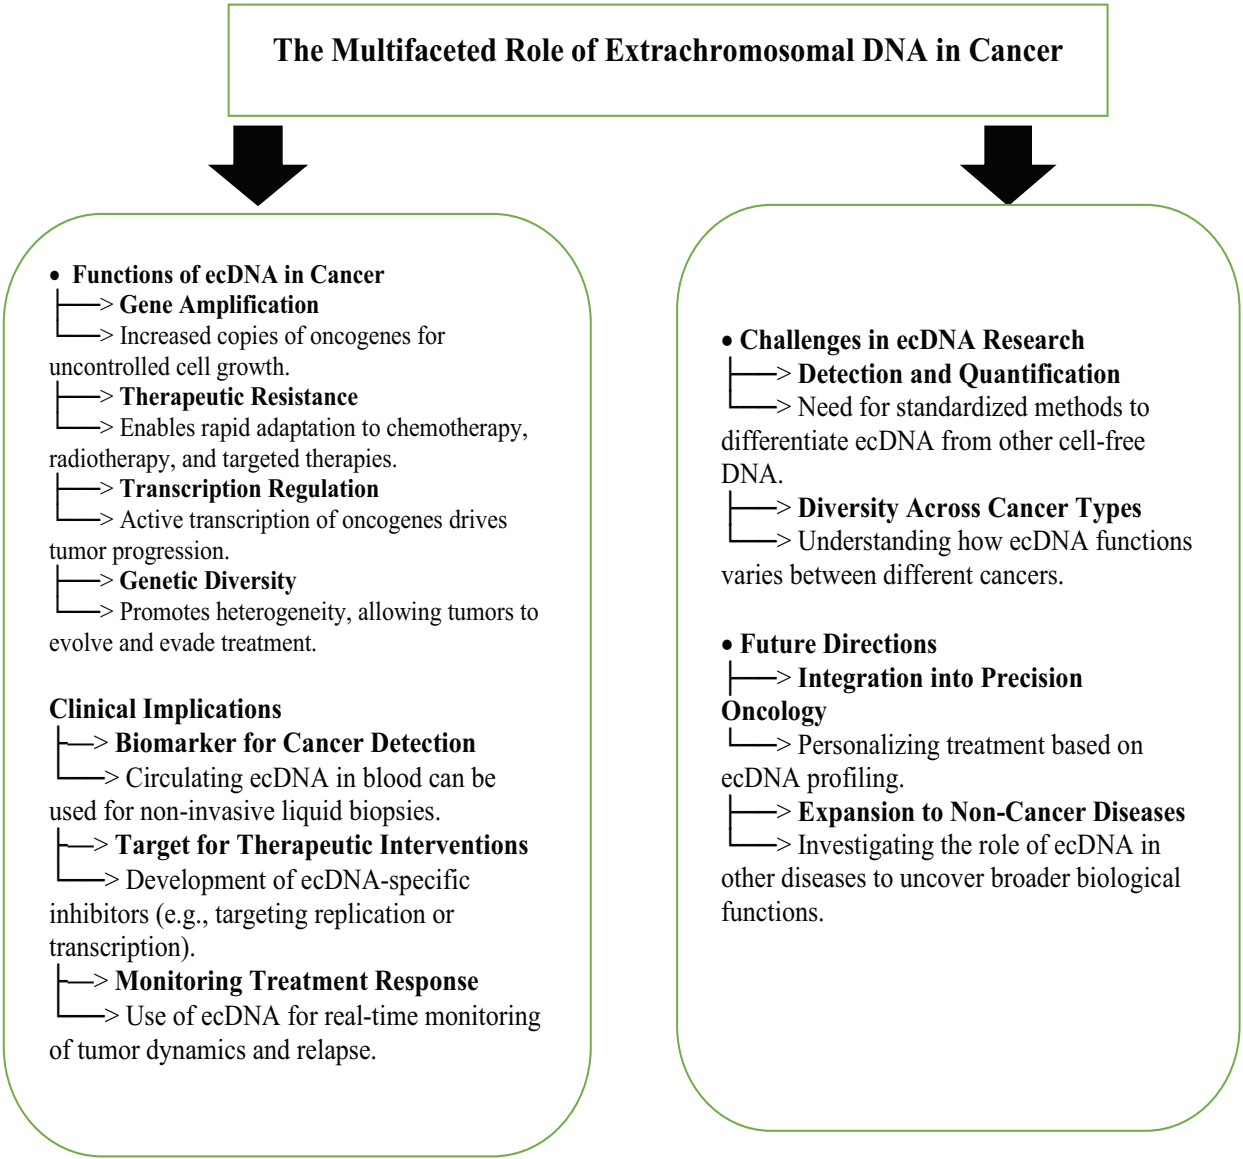 The Multifaceted Role of Extrachromosomal DNA in Cancer
• Functions of ecDNA in Cancer
├──> Gene Amplification
└──> Increased copies of oncogenes for
uncontrolled cell growth.
├──> Therapeutic Resistance
└──> Enables rapid adaptation to chemotherapy,
radiotherapy, and targeted therapies.
├──> Transcription Regulation
└──> Active transcription of oncogenes drives
tumor progression.
├──> Genetic Diversity
└──> Promotes heterogeneity, allowing tumors to
evolve and evade treatment.
Clinical Implications
├—> Biomarker for Cancer Detection
└──> Circulating ecDNA in blood can be
used for non-invasive liquid biopsies.
├—> Target for Therapeutic Interventions
└──> Development of ecDNA-specific
inhibitors (e.g., targeting replication or
transcription).
├—> Monitoring Treatment Response
└──> Use of ecDNA for real-time monitoring
of tumor dynamics and relapse.
• Challenges in ecDNA Research
├──> Detection and Quantification
└──> Need for standardized methods to
differentiate ecDNA from other cell-free
DNA.
├──> Diversity Across Cancer Types
└──> Understanding how ecDNA functions
varies between different cancers.
• Future Directions
├──> Integration into Precision
Oncology
└──> Personalizing treatment based on
ecDNA profiling.
├──> Expansion to Non-Cancer Diseases
└──> Investigating the role of ecDNA in
other diseases to uncover broader biological
functions.